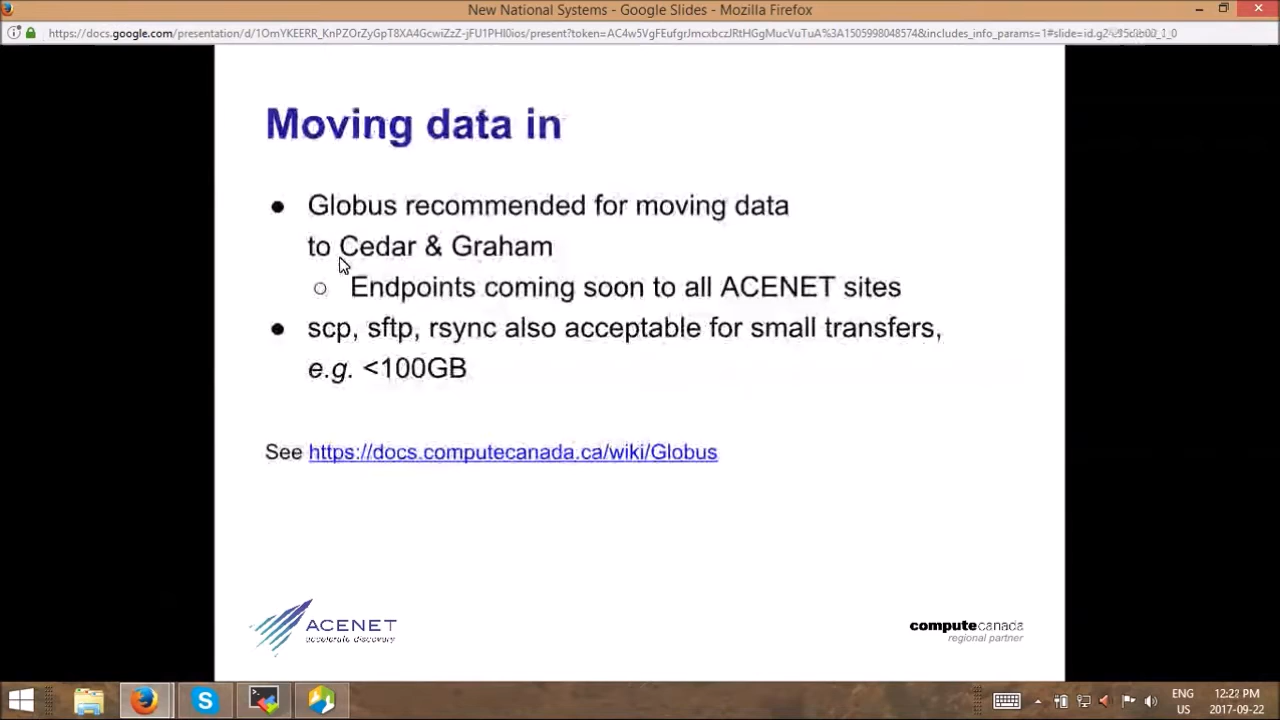 New National Systems - Google Slides - Mozilla Firefox
Moving data in
● Globus recommended for moving data
to Cedar & Graham
○ Endpoints coming soon to all ACENET sites
● scp, sftp, rsync also acceptable for small transfers,
e.g. <100GB
See https://docs.computecanada.ca/wiki/Globus
ACENET
accelerate discovery
computecanada
regional partner
ENG
US
12:22 PM
2017-09-22